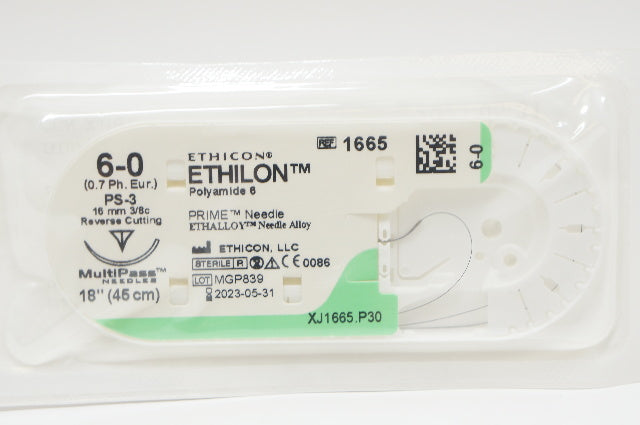 6-0
(0.7 Ph. Eur.)
PS-3
16 mm 3/8c
Reverse Cutting
MultiPass™
NEEDLES
18" (45 cm)
ETHICON®
ETHILON™
Polyamide 6
PRIME™ Needle
ETHALLOY™ Needle Alloy
ETHICON, LLC
STERILE R 2 CE 0086
LOT MGP839
2023-05-31
REF 1665
6-0
XJ1665.P30